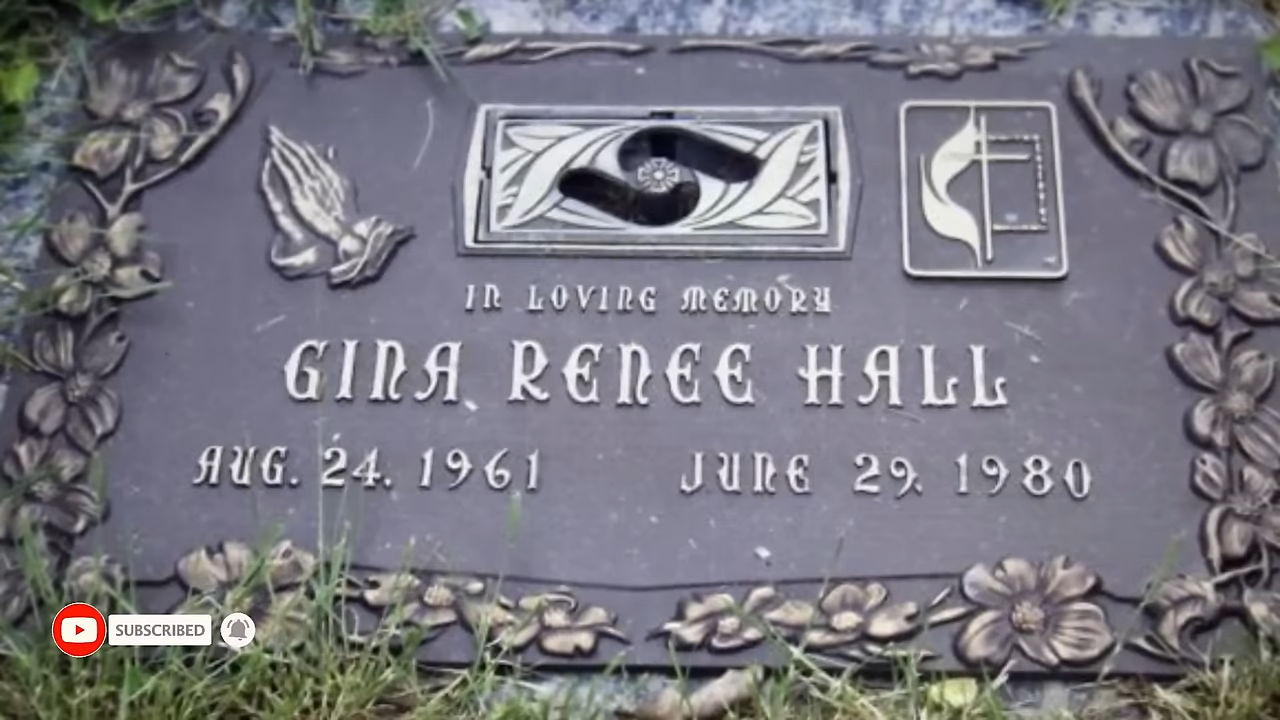 IN LOVING MEMORY
GINA RENEE HALL
AUG. 24. 1961 JUNE 29. 1980
SUBSCRIBED